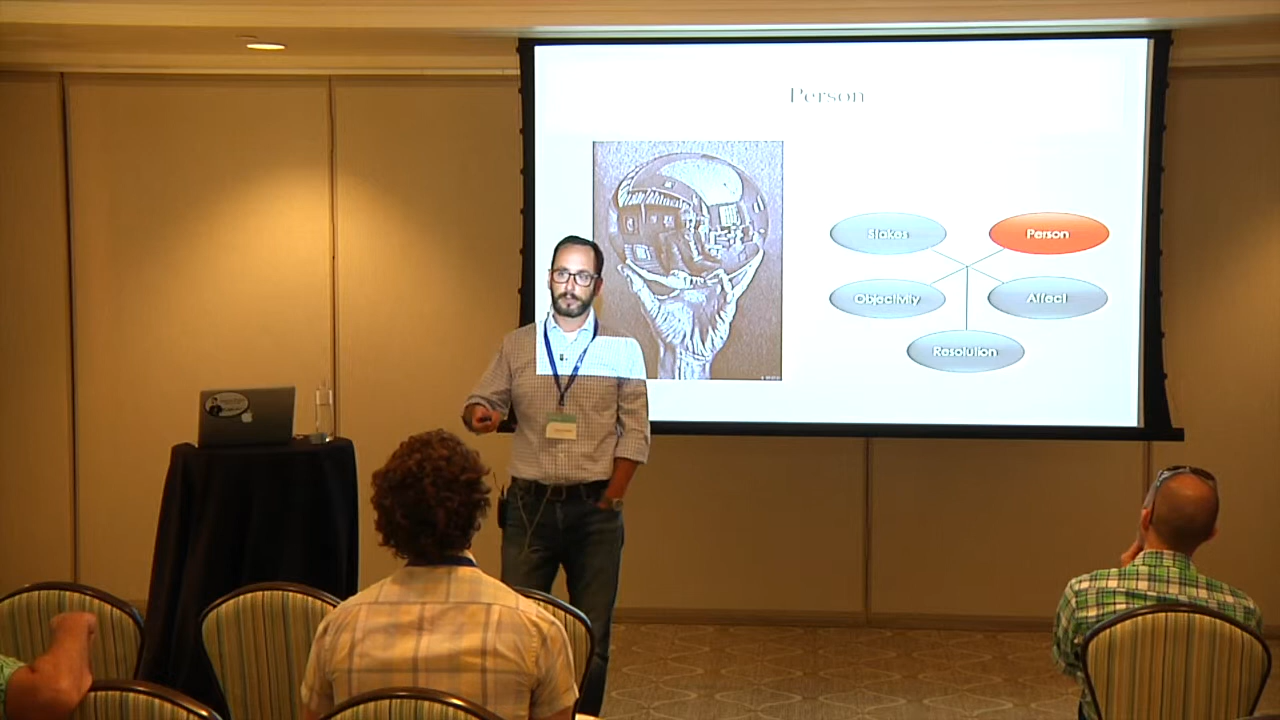 Person
Stakes
Person
Objectivity
Affect
Resolution